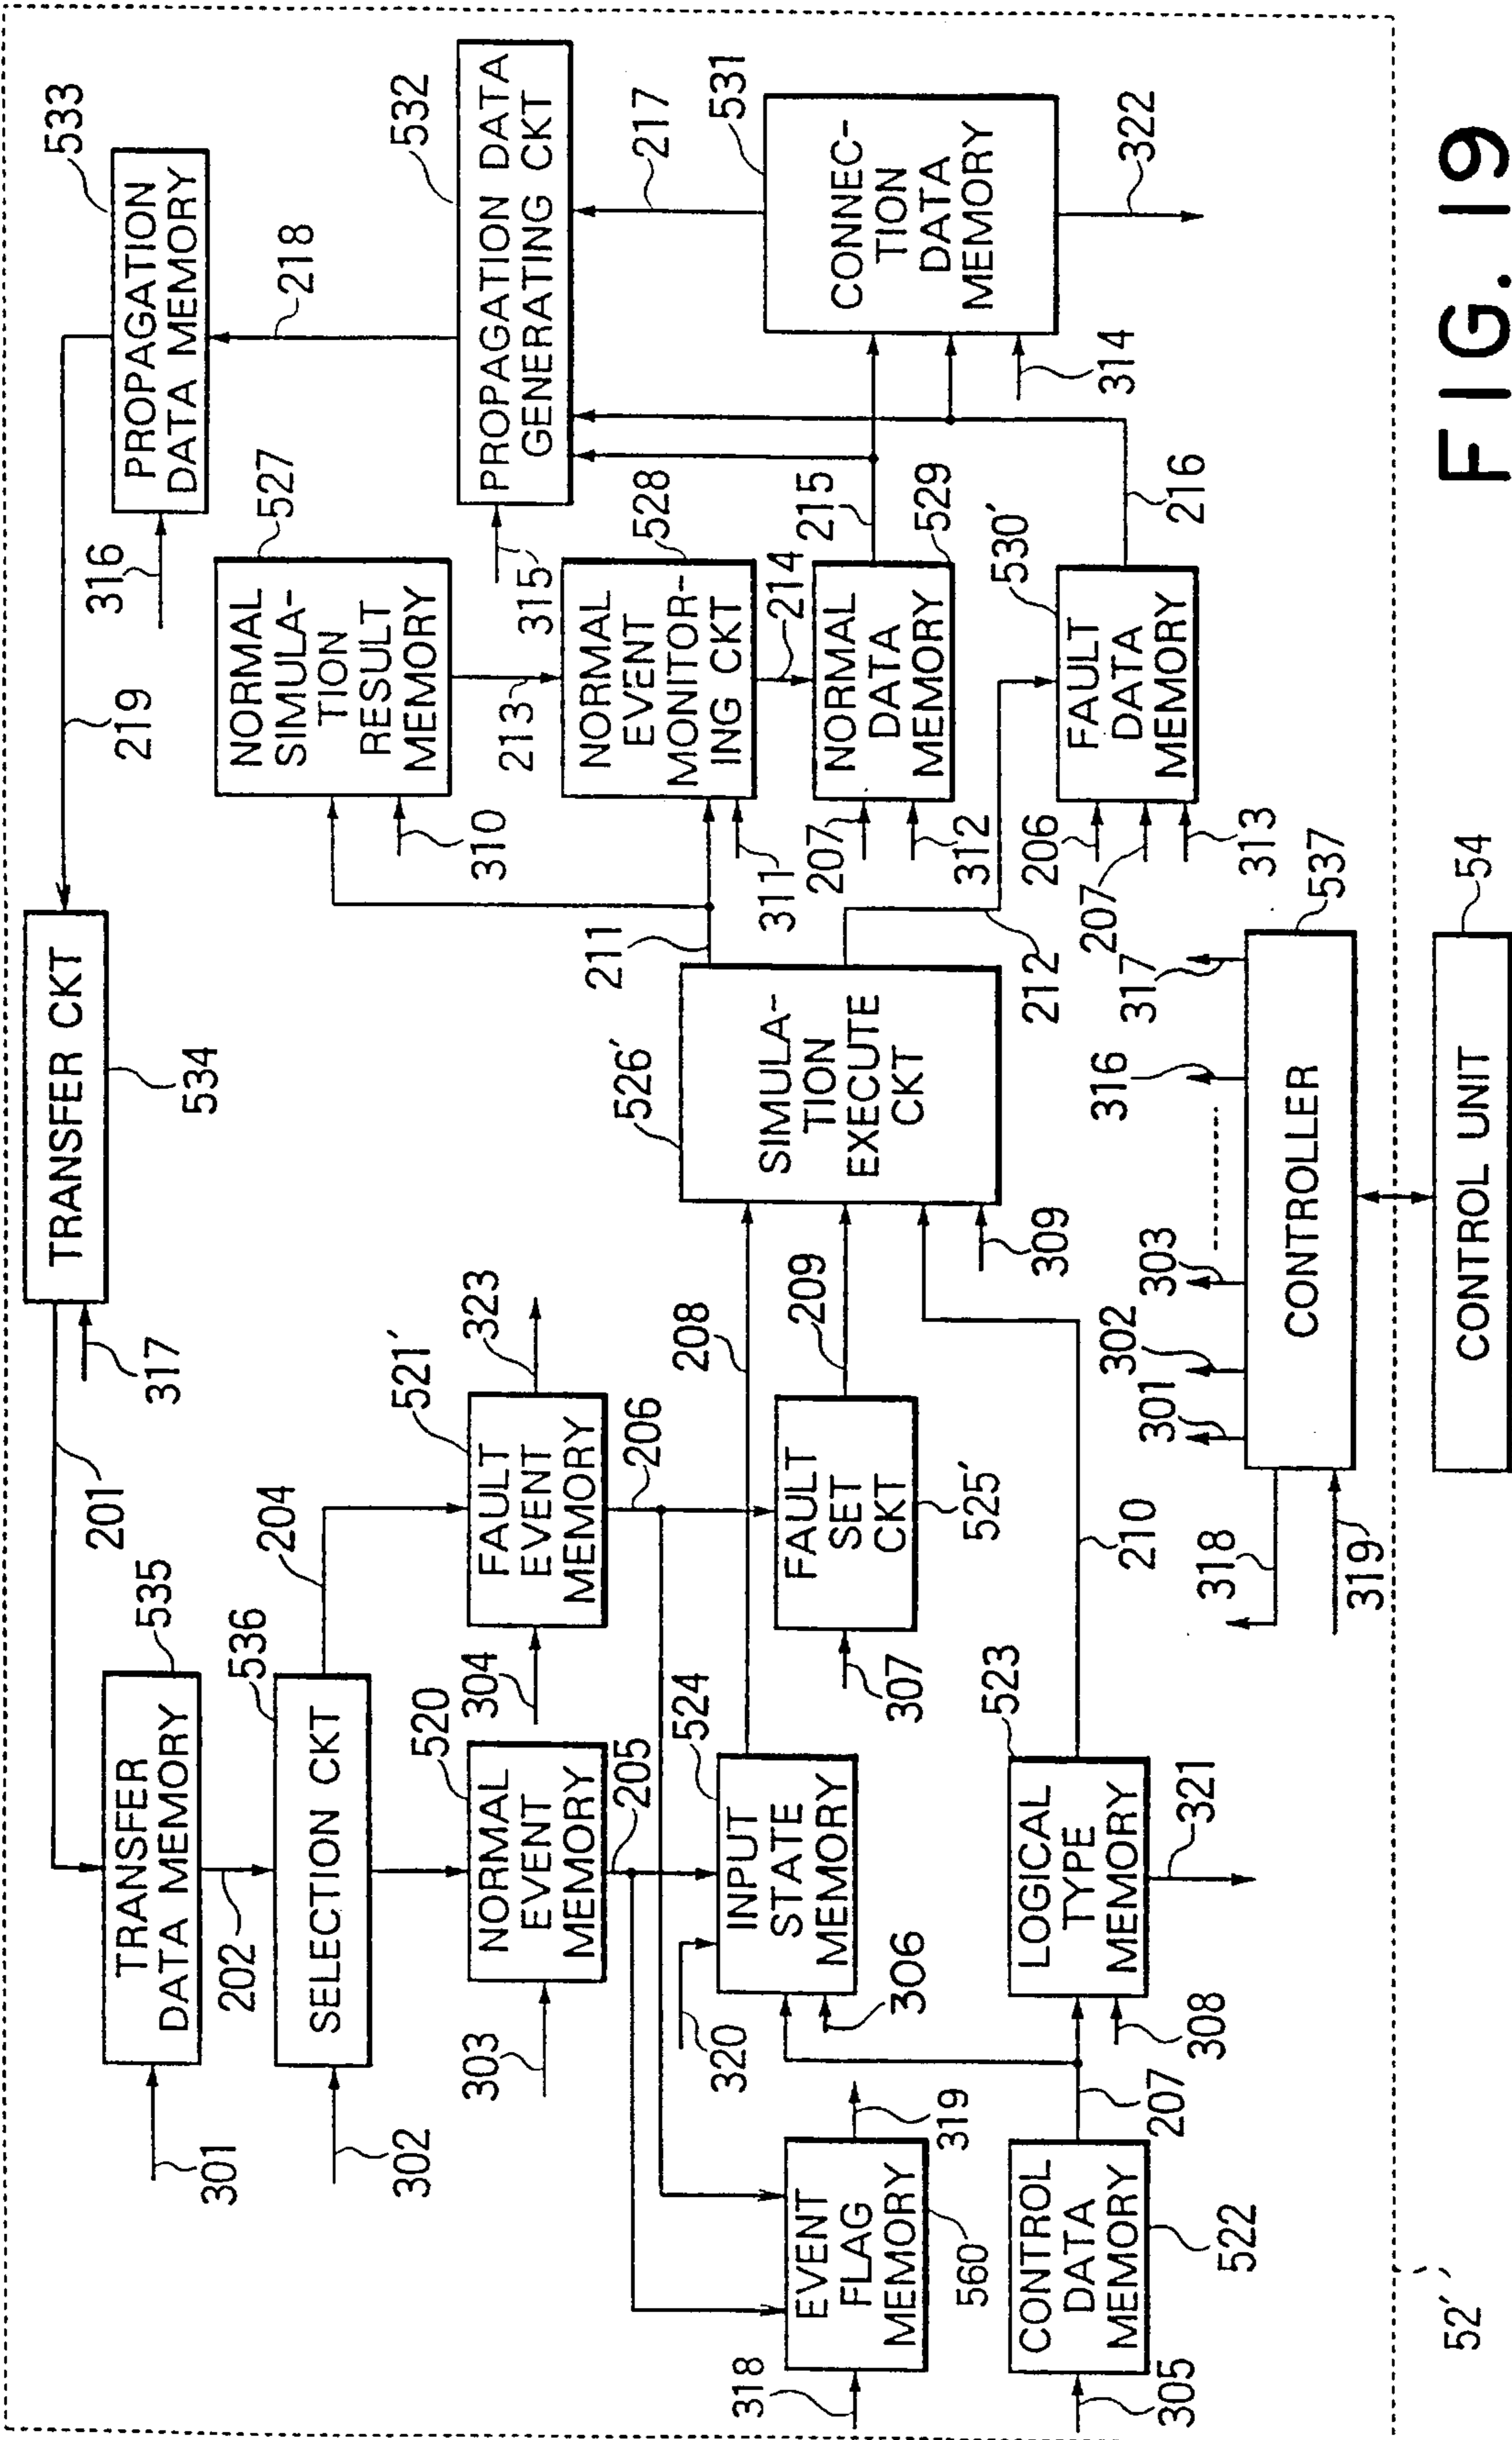 533
PROPAGATION
DATA MEMORY
316
218
219
TRANSFER CKT
534
317
201
TRANSFER
DATA MEMORY
535
301
202
SELECTION CKT
536
302
204
532
PROPAGATION DATA
GENERATING CKT
315
217
NORMAL
SIMULA-
TION
RESULT
MEMORY
527
310
213
NORMAL
EVENT
MONITOR-
ING CKT
528
311
214
NORMAL
DATA
MEMORY
529
207
312
215
FAULT
DATA
MEMORY
530'
206
207
313
216
CONNEC-
TION
DATA
MEMORY
531
314
322
SIMULA-
TION
EXECUTE
CKT
526'
211
212
309
208
209
210
FAULT
EVENT
MEMORY
521'
323
304
206
NORMAL
EVENT
MEMORY
520
303
205
FAULT
SET
CKT
525'
307
INPUT
STATE
MEMORY
524
320
306
LOGICAL
TYPE
MEMORY
523
308
321
EVENT
FLAG
MEMORY
560
318
319
CONTROL
DATA
MEMORY
522
305
207
CONTROLLER
537
301
302
303
316
317
318
319
CONTROL UNIT
54
52''
FIG. 19